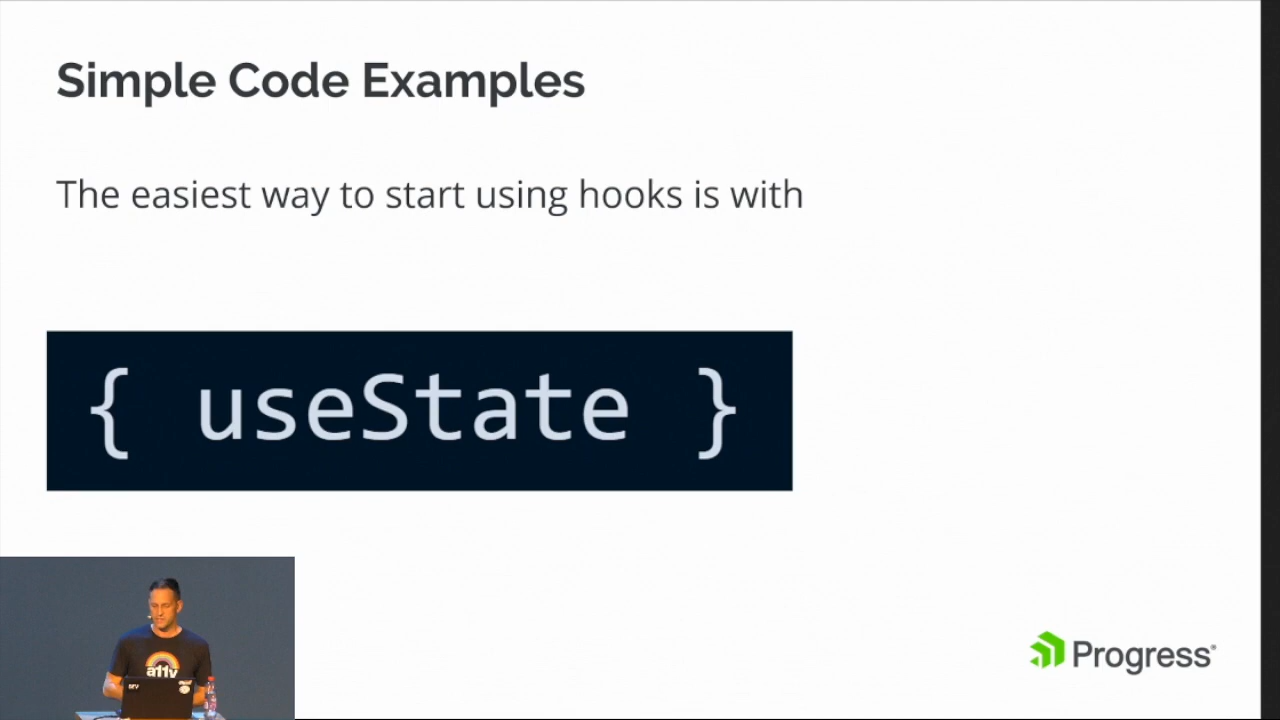 Simple Code Examples
The easiest way to start using hooks is with
{ useState }
a11y
Progress